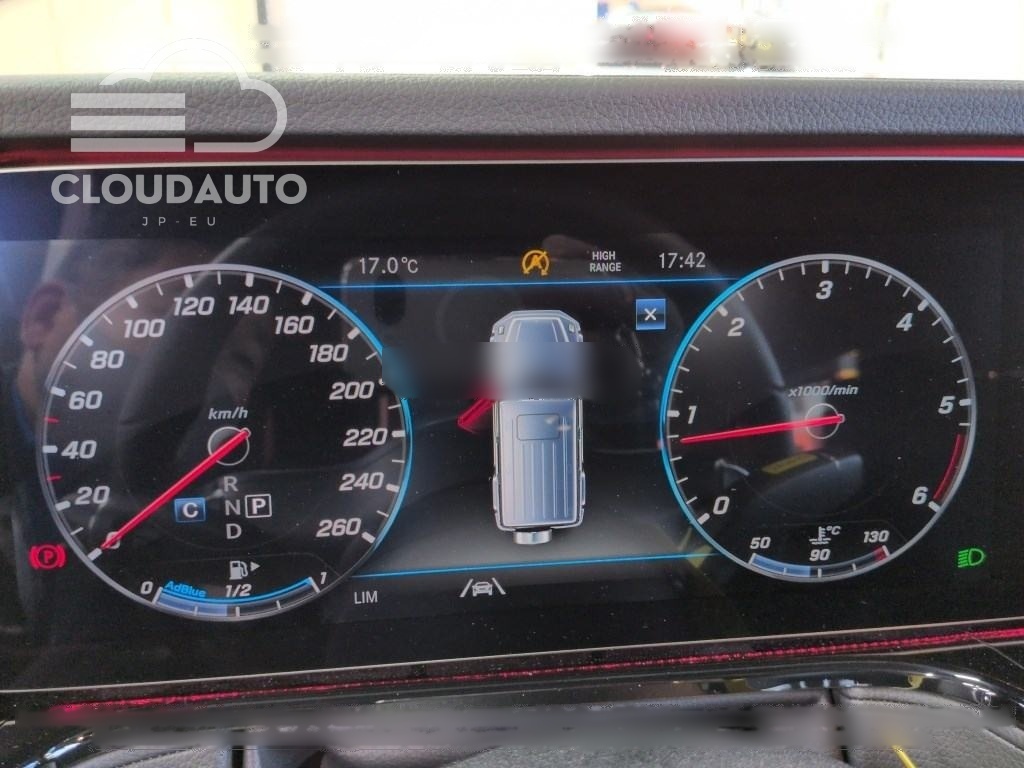 CLOUDAUTO
JP-EU
17.0°C
HIGH
RANGE
17:42
km/h
0
20
40
60
80
100
120
140
160
180
200
220
240
260
R
N
D
C
P
P
0
AdBlue
1/2
1
LIM
x1000/min
0
1
2
3
4
5
6
50
90
130
°C
A